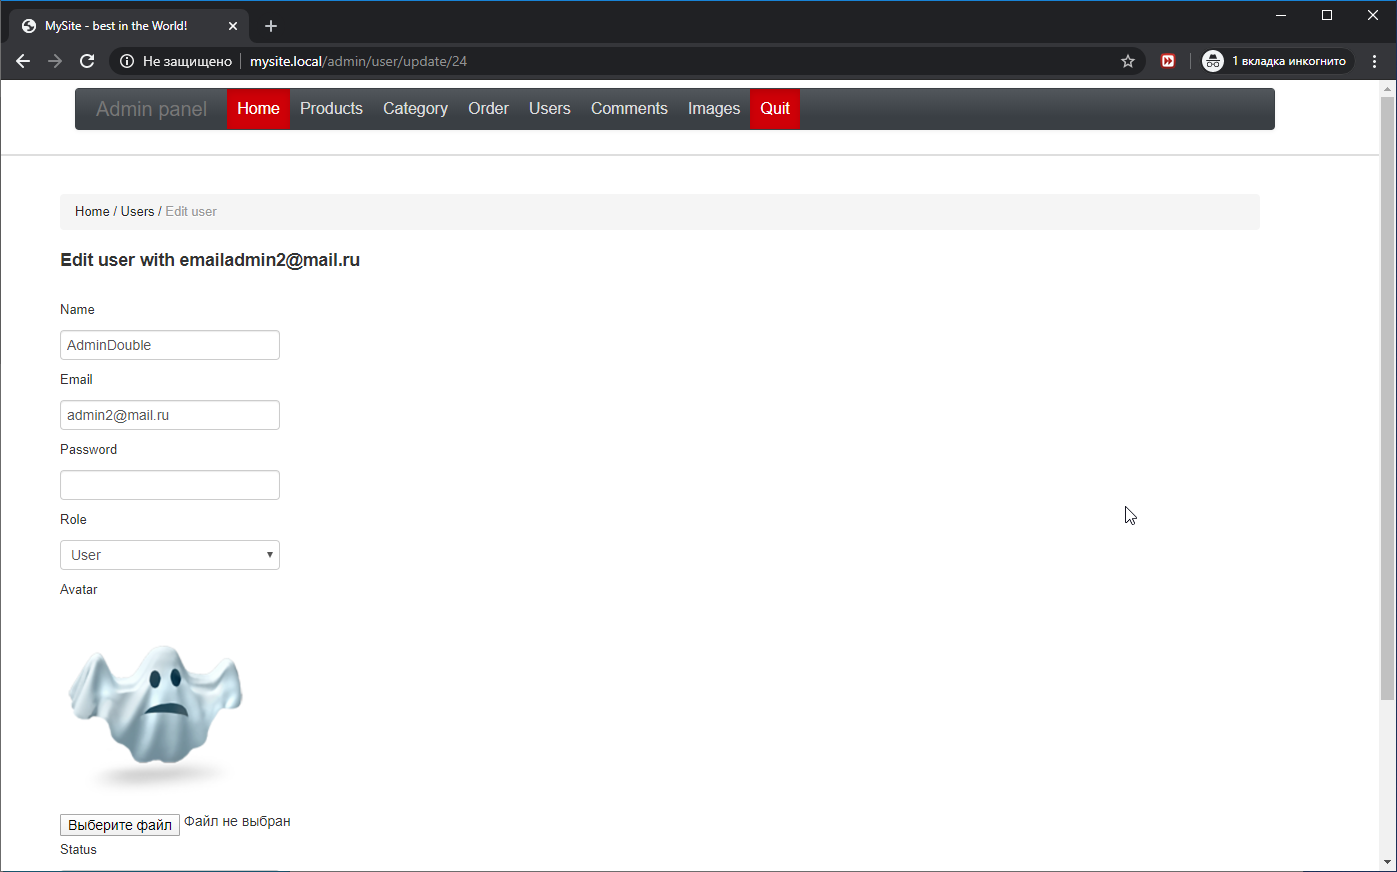 MySite - best in the World!
Не защищено mysite.local/admin/user/update/24 1 вкладка инкогнито
Admin panel Home Products Category Order Users Comments Images Quit
Home / Users / Edit user
Edit user with emailadmin2@mail.ru
Name
AdminDouble
Email
admin2@mail.ru
Password
Role
User
Avatar
Выберите файл Файл не выбран
Status